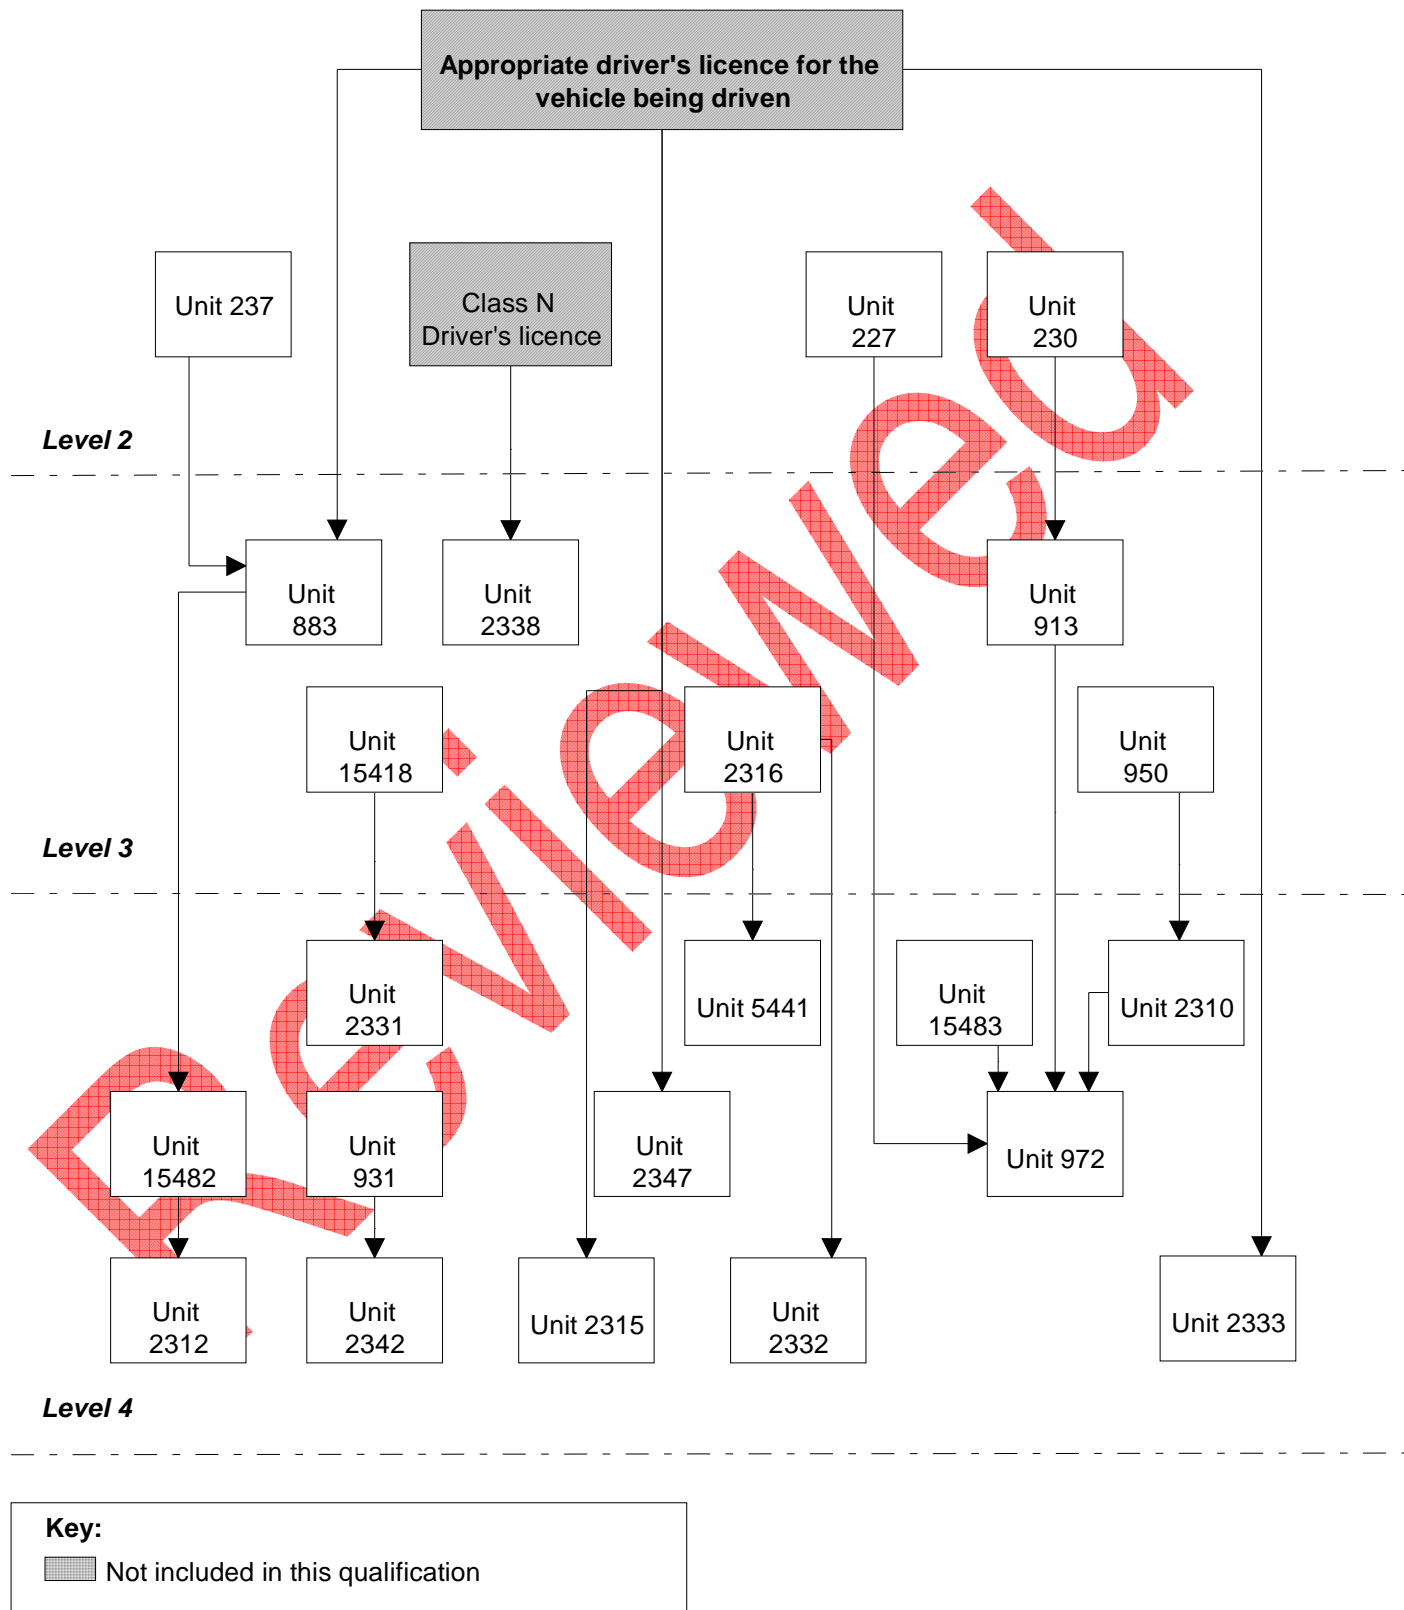 Appropriate driver's licence for the
vehicle being driven
Unit 237
Class N
Driver's licence
Unit
227
Unit
230
Level 2
Unit
883
Unit
2338
Unit
913
Unit
15418
Unit
2316
Unit
950
Level 3
Unit
2331
Unit 5441
Unit
15483
Unit 2310
Unit
15482
Unit
931
Unit
2347
Unit 972
Unit
2312
Unit
2342
Unit 2315
Unit
2332
Unit 2333
Level 4
Key:
Not included in this qualification
Reviewed